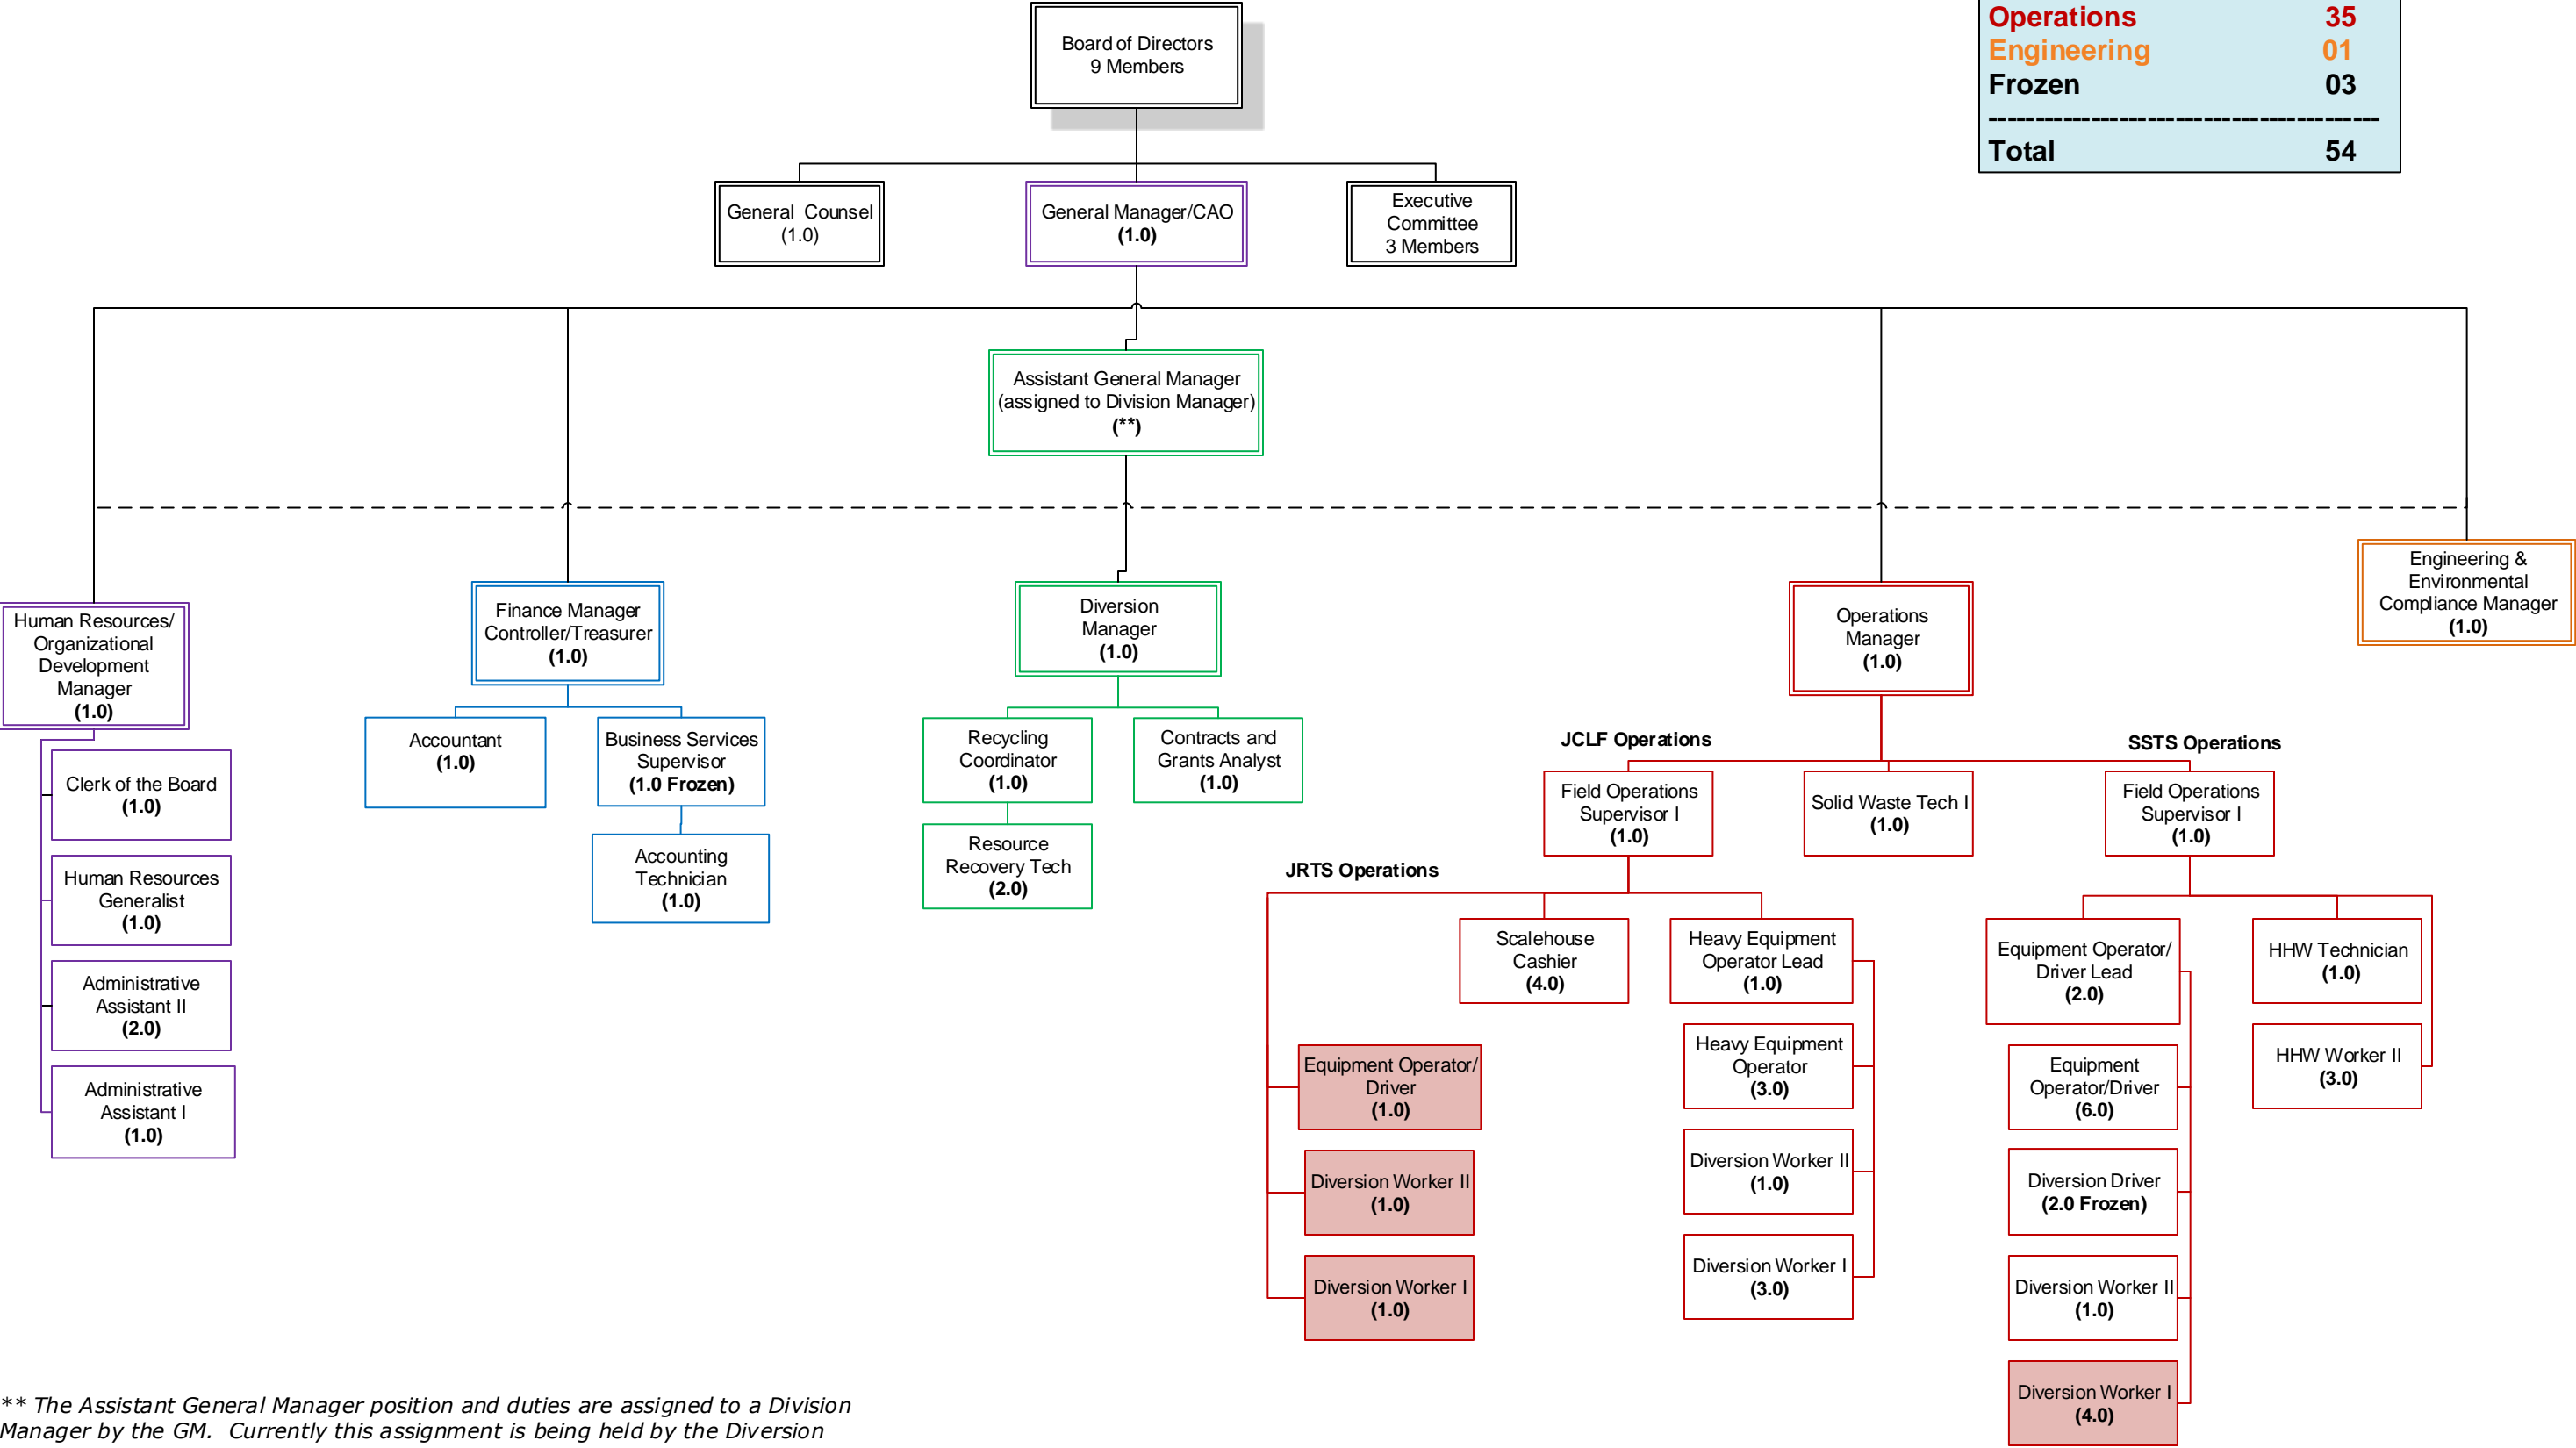 Operations 35
Engineering 01
Frozen 03
-----------------------------------------
Total 54
Board of Directors
9 Members
General Counsel
(1.0)
General Manager/CAO
(1.0)
Executive
Committee
3 Members
Assistant General Manager
(assigned to Division Manager)
(**)
Human Resources/
Organizational
Development
Manager
(1.0)
Finance Manager
Controller/Treasurer
(1.0)
Diversion
Manager
(1.0)
Operations
Manager
(1.0)
Engineering &
Environmental
Compliance Manager
(1.0)
Clerk of the Board
(1.0)
Human Resources
Generalist
(1.0)
Administrative
Assistant II
(2.0)
Administrative
Assistant I
(1.0)
Accountant
(1.0)
Business Services
Supervisor
(1.0 Frozen)
Accounting
Technician
(1.0)
Recycling
Coordinator
(1.0)
Contracts and
Grants Analyst
(1.0)
Resource
Recovery Tech
(2.0)
JCLF Operations
SSTS Operations
Field Operations
Supervisor I
(1.0)
Solid Waste Tech I
(1.0)
Field Operations
Supervisor I
(1.0)
JRTS Operations
Equipment Operator/
Driver
(1.0)
Diversion Worker II
(1.0)
Diversion Worker I
(1.0)
Scalehouse
Cashier
(4.0)
Heavy Equipment
Operator Lead
(1.0)
Heavy Equipment
Operator
(3.0)
Diversion Worker II
(1.0)
Diversion Worker I
(3.0)
Equipment Operator/
Driver Lead
(2.0)
Equipment
Operator/Driver
(6.0)
Diversion Driver
(2.0 Frozen)
Diversion Worker II
(1.0)
Diversion Worker I
(4.0)
HHW Technician
(1.0)
HHW Worker II
(3.0)
** The Assistant General Manager position and duties are assigned to a Division
Manager by the GM.  Currently this assignment is being held by the Diversion